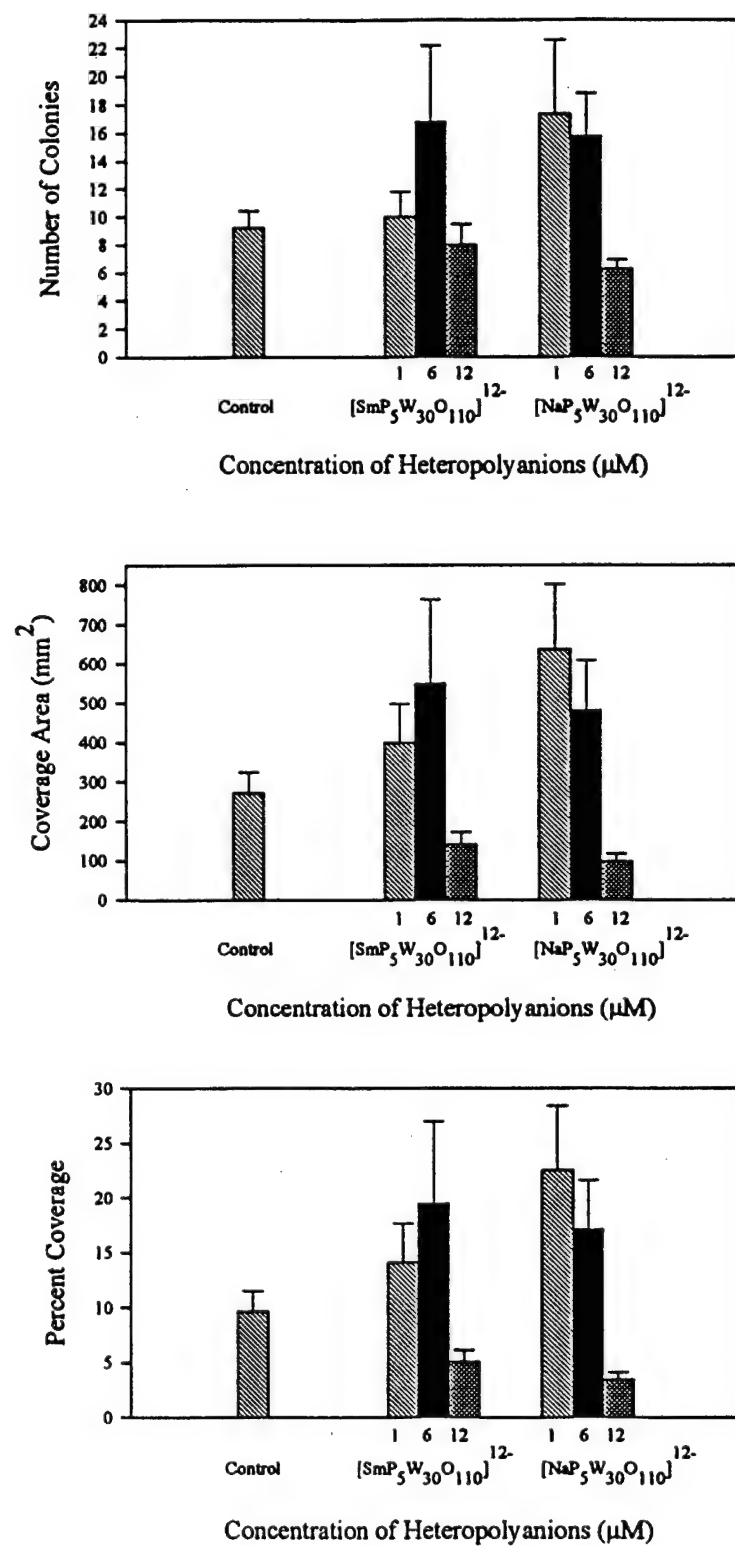 24
22
20
18
16
14
12
10
8
6
4
2
0
Number of Colonies
1 6 12 1 6 12
Control [SmP5W30O110]12- [NaP5W30O110]12-
Concentration of Heteropolyanions (µM)
800
700
600
500
400
300
200
100
0
Coverage Area (mm2)
1 6 12 1 6 12
Control [SmP5W30O110]12- [NaP5W30O110]12-
Concentration of Heteropolyanions (µM)
30
25
20
15
10
5
0
Percent Coverage
1 6 12 1 6 12
Control [SmP5W30O110]12- [NaP5W30O110]12-
Concentration of Heteropolyanions (µM)